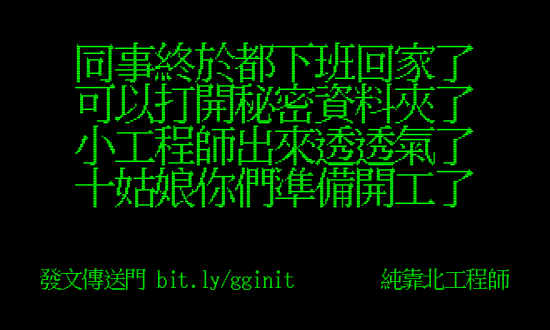 同事終於都下班回家了
可以打開秘密資料夾了
小工程師出來透透氣了
十姑娘你們準備開工了
發文傳送門 bit.ly/gginit 純靠北工程師